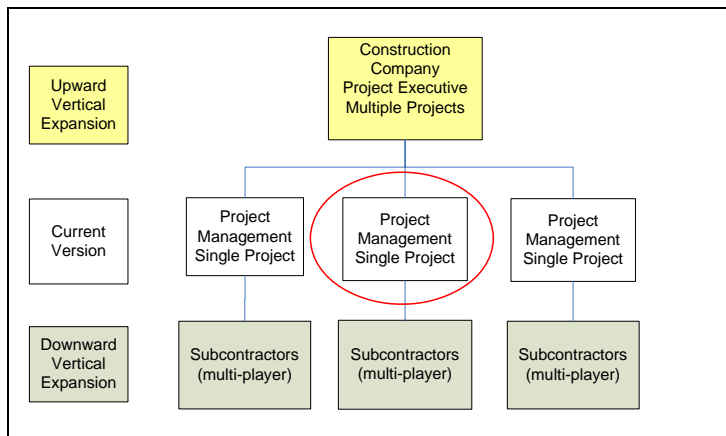 Construction
Company
Project Executive
Multiple Projects
Upward
Vertical
Expansion
Current
Version
Project
Management
Single Project
Project
Management
Single Project
Project
Management
Single Project
Downward
Vertical
Expansion
Subcontractors
(multi-player)
Subcontractors
(multi-player)
Subcontractors
(multi-player)